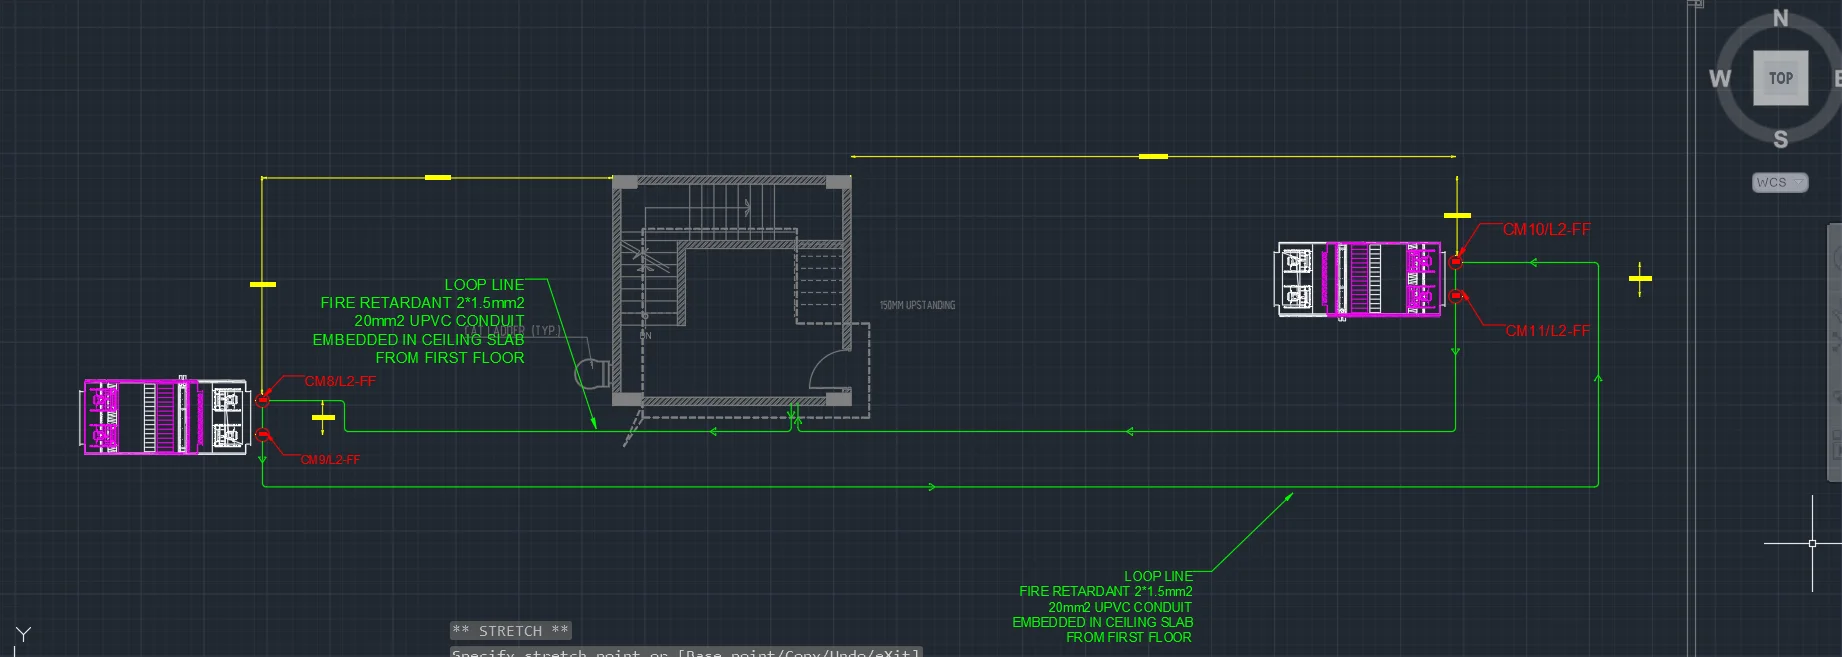 N
W
TOP
E
S
WCS
CM10/L2-FF
CM11/L2-FF
LOOP LINE
FIRE RETARDANT 2*1.5mm2
20mm2 UPVC CONDUIT
EMBEDDED IN CEILING SLAB
FROM FIRST FLOOR
CAT LADDER (TYP.)
DN
150MM UPSTANDING
CM8/L2-FF
CM9/L2-FF
LOOP LINE
FIRE RETARDANT 2*1.5mm2
20mm2 UPVC CONDUIT
EMBEDDED IN CEILING SLAB
FROM FIRST FLOOR
Y
** STRETCH **
Specify stretch point or [Base point/Copy/Undo/eXit]